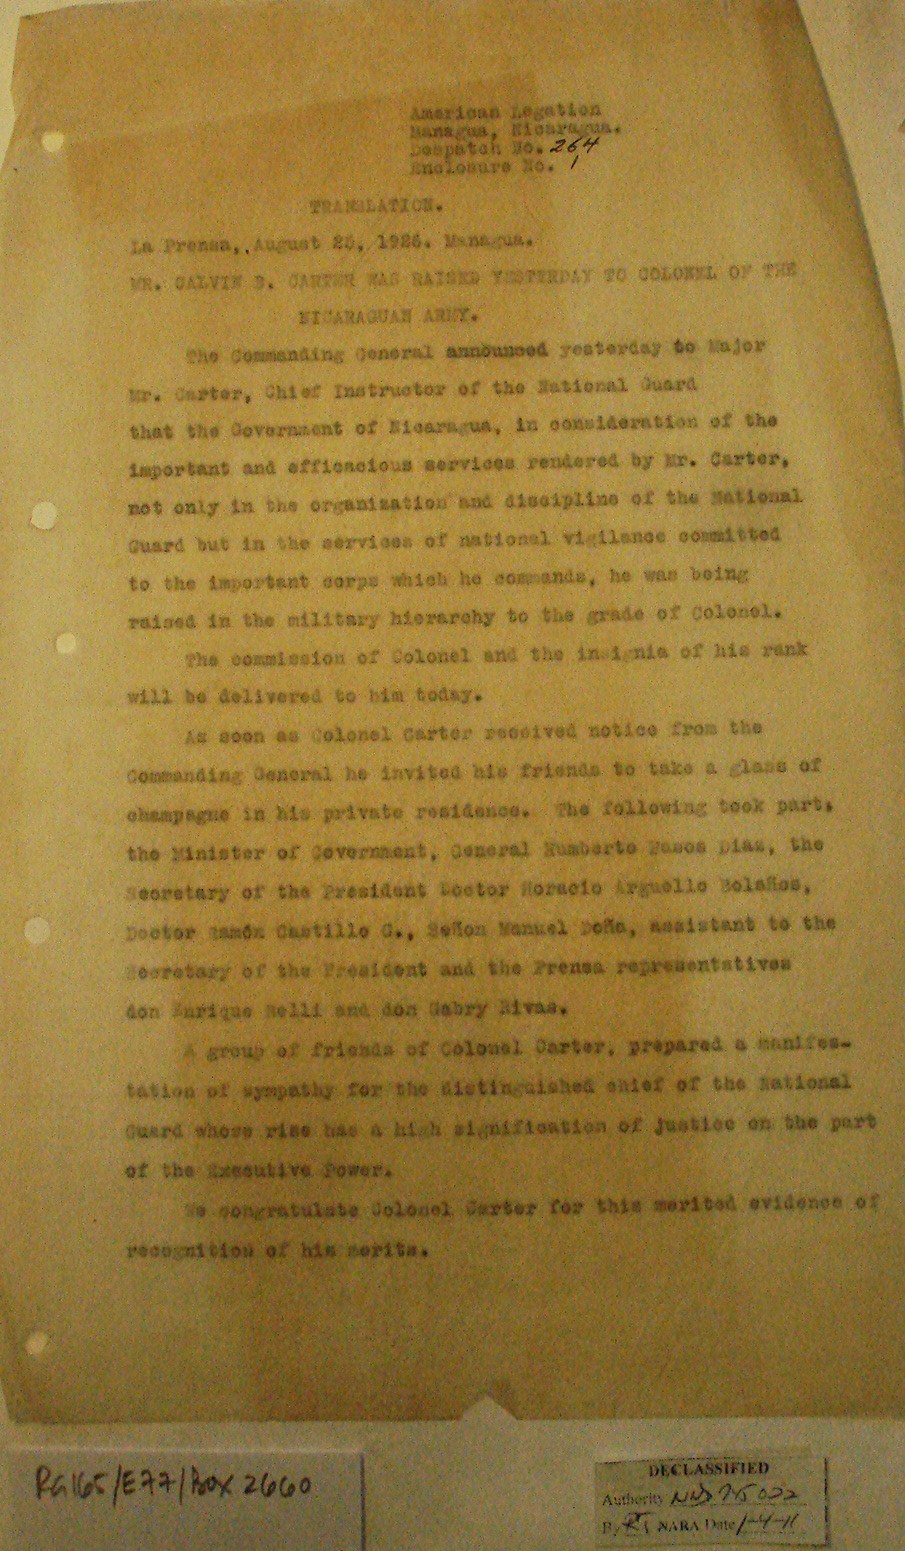 American Legation
Managua, Nicaragua.
Despatch No. 264
Enclosure No. 1
TRANSLATION.
La Prensa,, August 25, 1926. Managua.
MR. CALVIN B. CARTER WAS RAISED YESTERDAY TO COLONEL OF THE
NICARAGUAN ARMY.
The Commanding General announced yesterday to Major
Mr. Carter, Chief Instructor of the National Guard
that the Government of Nicaragua, in consideration of the
important and efficacious services rendered by Mr. Carter,
not only in the organization and discipline of the National
Guard but in the services of national vigilance committed
to the important corps which he commands, he was being
raised in the military hierarchy to the grade of Colonel.
The commission of Colonel and the insignia of his rank
will be delivered to him today.
As soon as Colonel Carter received notice from the
Commanding General he invited his friends to take a glass of
champagne in his private residence. The following took part,
the Minister of Government, General Humberto Pasos Diaz, the
Secretary of the President Doctor Horacio Arguello Bolaños,
Doctor Ramón Castillo C., Señon Manuel Doña, assistant to the
Secretary of the President and the Prensa representatives
don Enrique Belli and don Gabry Rivas.
A group of friends of Colonel Carter, prepared a manifes-
tation of sympathy for the distinguished chief of the National
Guard whose rise has a high signification of justice on the part
of the Executive Power.
We congratulate Colonel Carter for this merited evidence of
recognition of his merits.
RG165/E77/Box 2660
DECLASSIFIED
Authority NND 745022
By RT NARA Date 1-4-11